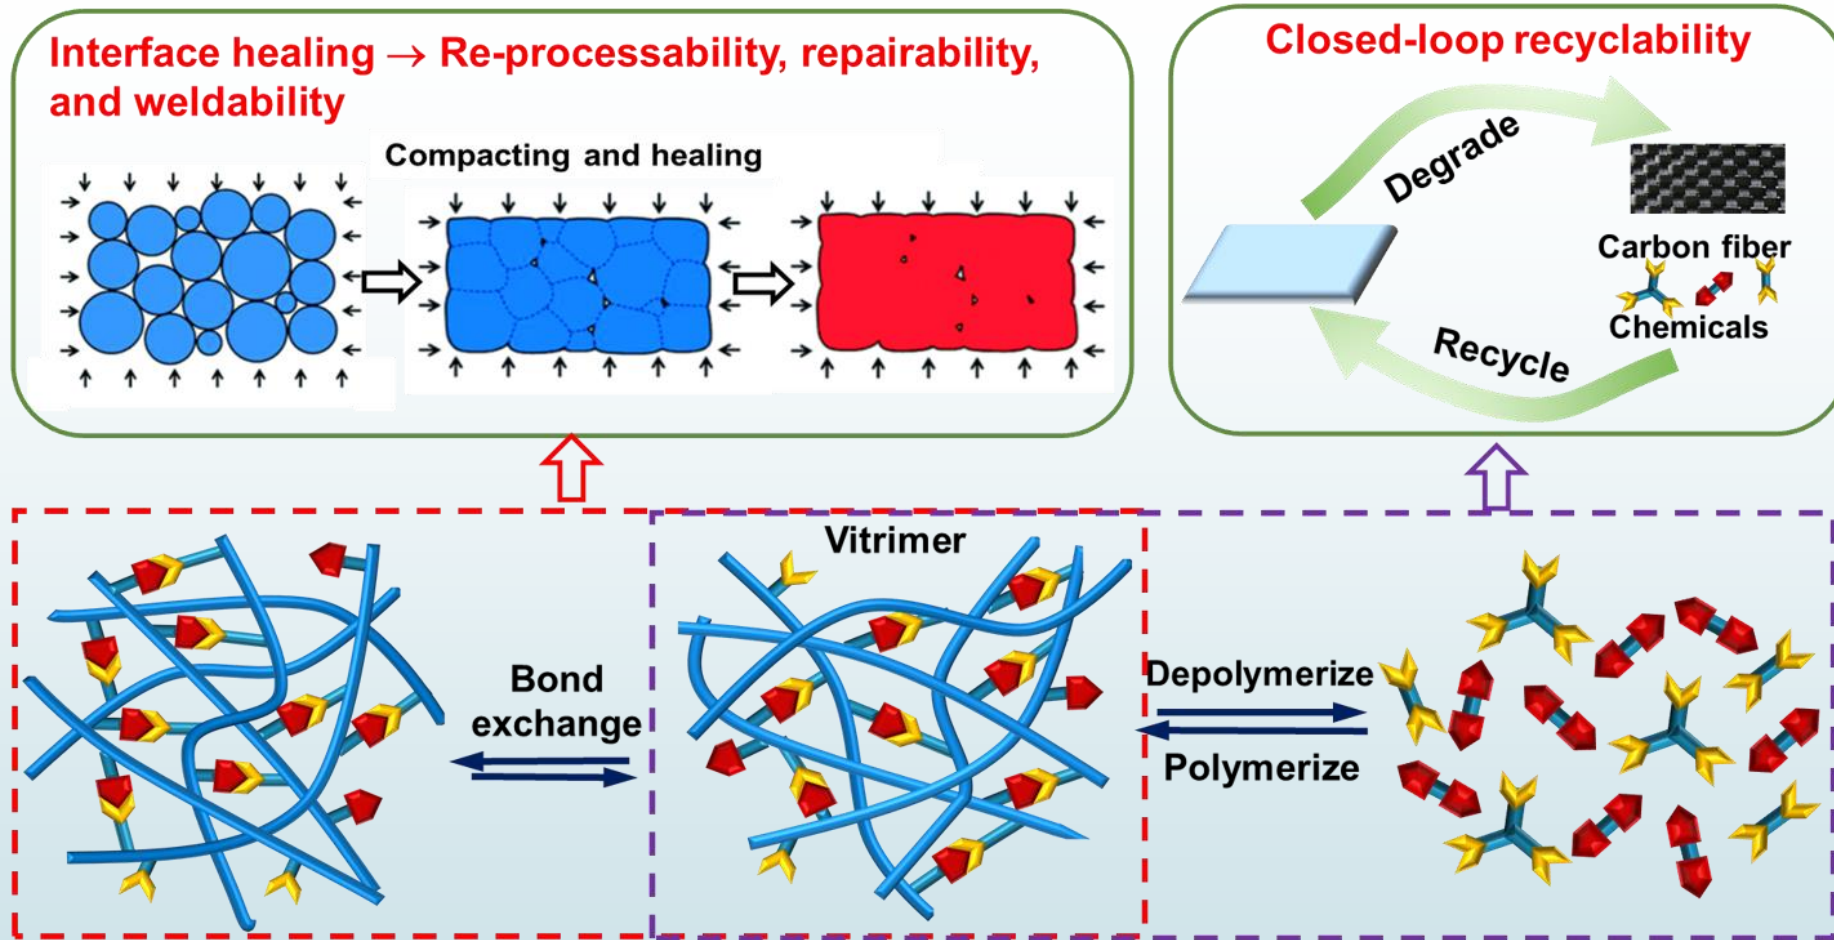 Interface healing → Re-processability, repairability,
and weldability
Compacting and healing
Closed-loop recyclability
Degrade
Carbon fiber
Chemicals
Recycle
Vitrimer
Bond
exchange
Depolymerize
Polymerize